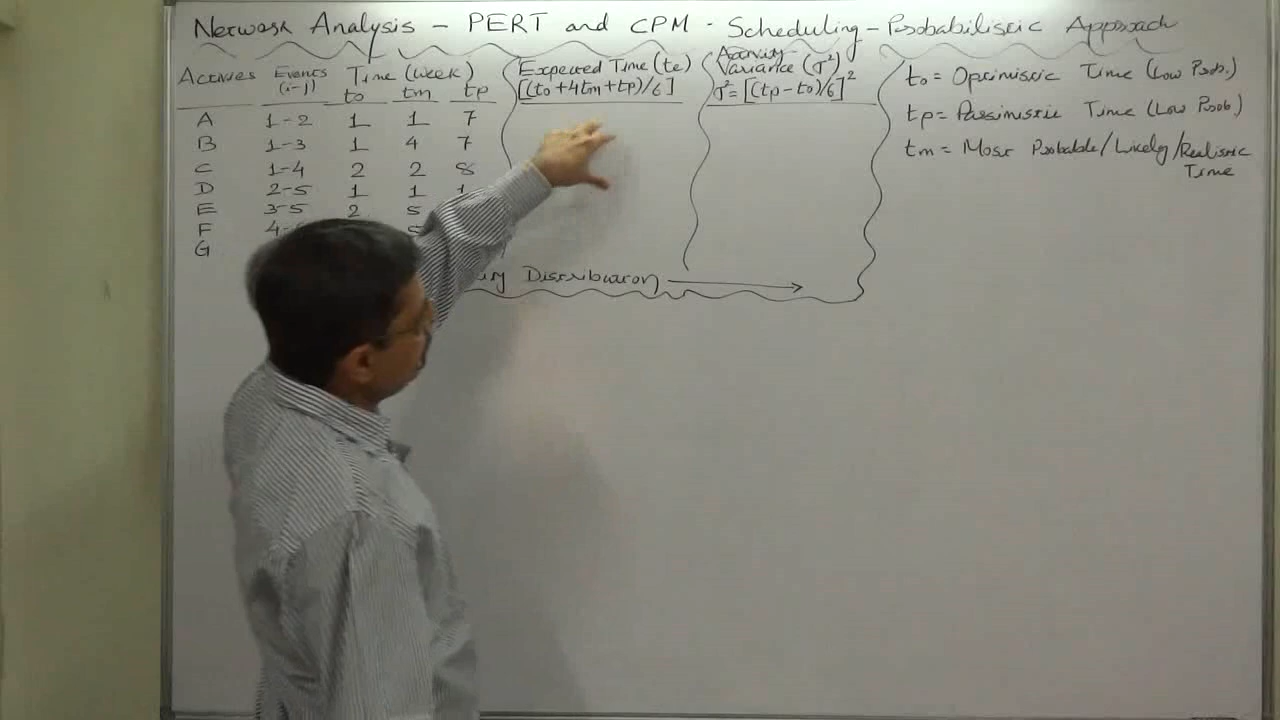 Network Analysis - PERT and CPM - Scheduling - Probabilistic Approach
Activies Events (i-j) Time (week) Expected Time (te) Activity Variance (σ²)
to tm tp [(to+4tm+tp)/6] σ² = [(tp-to)/6]²
A 1-2 1 1 7
B 1-3 1 4 7
C 1-4 2 2 8
D 2-5 1 1 1
E 3-5 2 5
F 4- 5
G
Distribution
to = Optimistic Time (Low Prob.)
tp = Pessimistic Time (Low Prob.)
tm = Most Probable/Likely/Realistic
Time